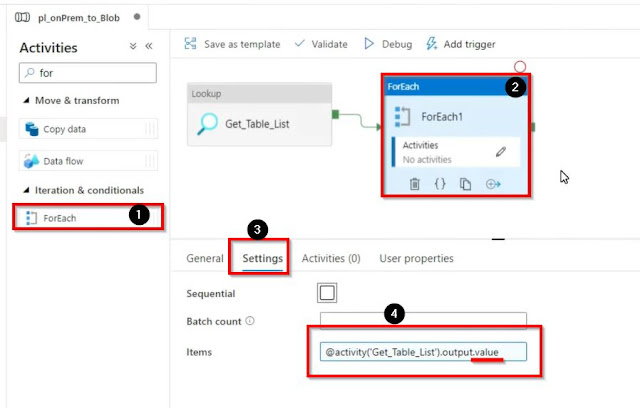 pl_onPrem_to_Blob
Activities
for
Move & transform
Copy data
Data flow
Iteration & conditionals
1
ForEach
Save as template
Validate
Debug
Add trigger
Lookup
Get_Table_List
ForEach
2
ForEach1
Activities
No activities
{}
3
General
Settings
Activities (0)
User properties
Sequential
4
Batch count
Items
@activity('Get_Table_List').output.value